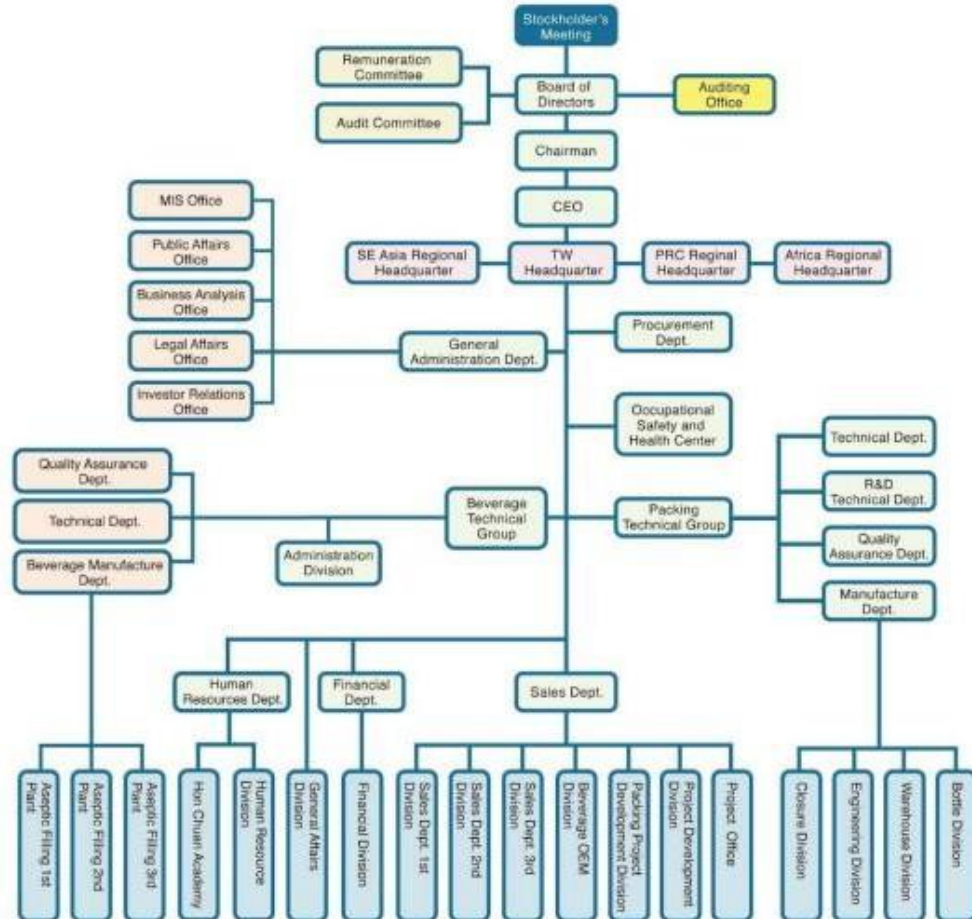 Stockholder's
Meeting
Remuneration
Committee
Board of
Directors
Auditing
Office
Audit Committee
Chairman
MIS Office
CEO
Public Affairs
Office
SE Asia Regional
Headquarter
TW
Headquarter
PRC Reginal
Headquarter
Africa Regional
Headquarter
Business Analysis
Office
Procurement
Dept.
Legal Affairs
Office
General
Administration Dept.
Investor Relations
Office
Occupational
Safety and
Health Center
Technical Dept.
Quality Assurance
Dept.
R&D
Technical Dept.
Technical Dept.
Beverage
Technical
Group
Packing
Technical Group
Administration
Division
Quality
Assurance Dept.
Beverage Manufacture
Dept.
Manufacture
Dept.
Human
Resources Dept.
Financial
Dept.
Sales Dept.
Aseptic Filing 1st
Plant
Aseptic Filing 2nd
Plant
Aseptic Filing 3rd
Plant
Hon Chuan Academy
Human Resource
Division
General Affairs
Division
Financial Division
Sales Dept. 1st
Division
Sales Dept. 2nd
Division
Sales Dept. 3rd
Division
Beverage OEM
Division
Packing Project
Development Division
Project Development
Division
Project Office
Closure Division
Engineering Division
Warehouse Division
Bottle Division